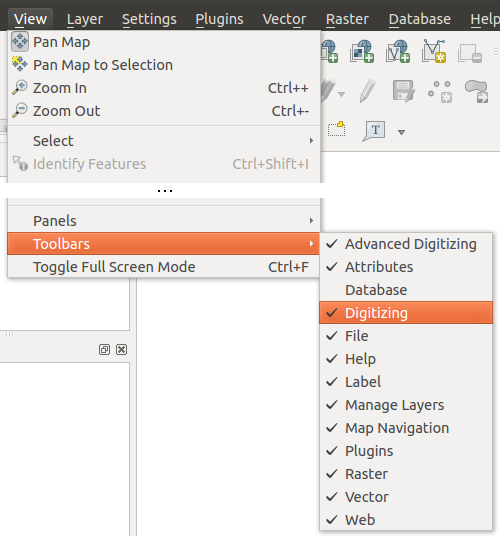 View Layer Settings Plugins Vector Raster Database Help
Pan Map
Pan Map to Selection
Zoom In Ctrl++
Zoom Out Ctrl+-
Select
Identify Features Ctrl+Shift+I
...
Panels
Toolbars
Toggle Full Screen Mode Ctrl+F
Advanced Digitizing
Attributes
Database
Digitizing
File
Help
Label
Manage Layers
Map Navigation
Plugins
Raster
Vector
Web
T